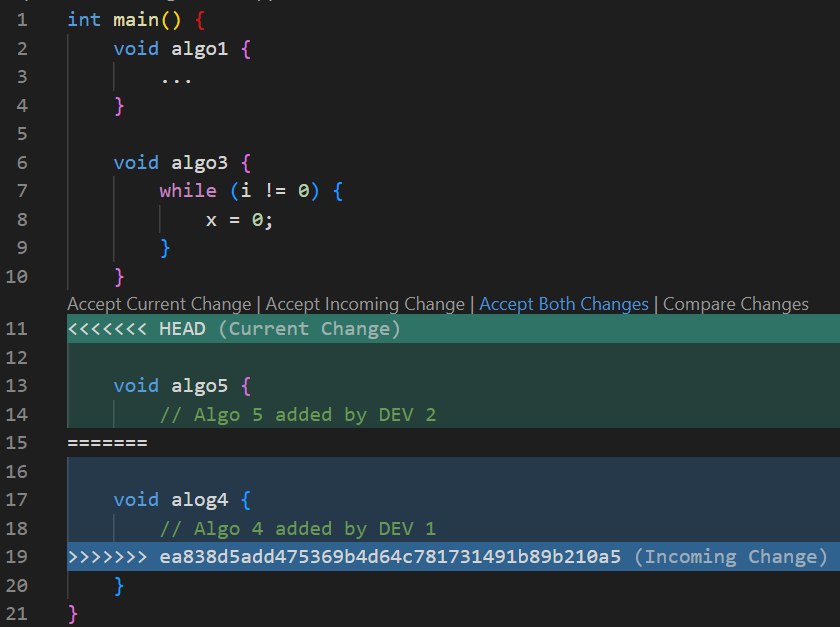 1 int main() {
2 void algo1 {
3 ...
4 }
5
6 void algo3 {
7 while (i != 0) {
8 x = 0;
9 }
10 }
Accept Current Change | Accept Incoming Change | Accept Both Changes | Compare Changes
11 <<<<<<< HEAD (Current Change)
12
13 void algo5 {
14 // Algo 5 added by DEV 2
15 =======
16
17 void alog4 {
18 // Algo 4 added by DEV 1
19 >>>>>>> ea838d5add475369b4d64c781731491b89b210a5 (Incoming Change)
20 }
21 }